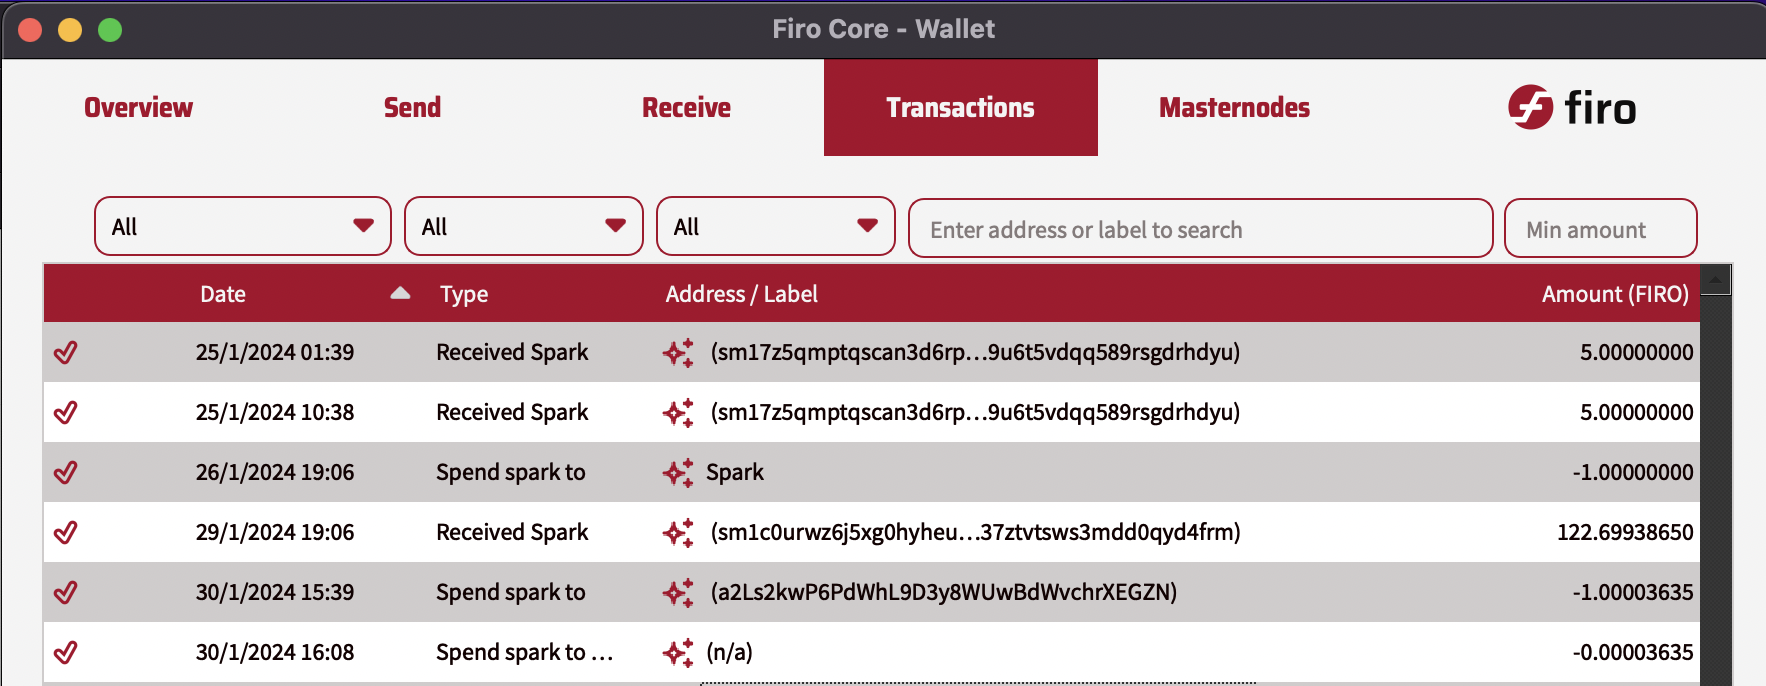 Firo Core - Wallet
Overview Send Receive Transactions Masternodes firo
All All All Enter address or label to search Min amount
Date Type Address / Label Amount (FIRO)
25/1/2024 01:39 Received Spark (sm17z5qmptqscan3d6rp...9u6t5vdqq589rsgdrhdyu) 5.00000000
25/1/2024 10:38 Received Spark (sm17z5qmptqscan3d6rp...9u6t5vdqq589rsgdrhdyu) 5.00000000
26/1/2024 19:06 Spend spark to Spark -1.00000000
29/1/2024 19:06 Received Spark (sm1c0urwz6j5xg0hyheu...37ztvtsws3mdd0qyd4frm) 122.69938650
30/1/2024 15:39 Spend spark to (a2Ls2kwP6PdWhL9D3y8WUwBdWvchrXEGZN) -1.00003635
30/1/2024 16:08 Spend spark to ... (n/a) -0.00003635